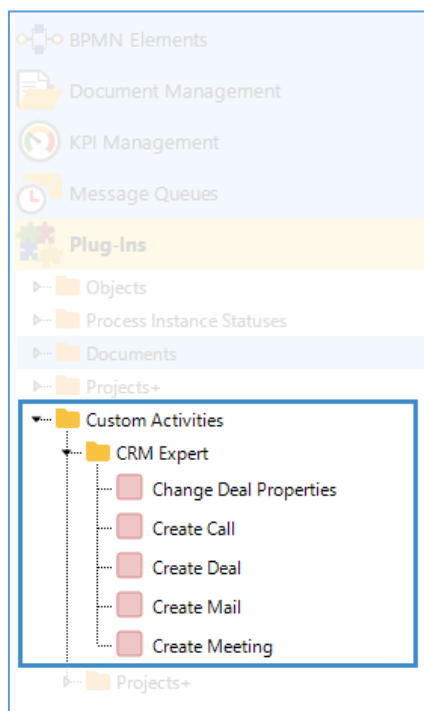 BPMN Elements
Document Management
KPI Management
Message Queues
Plug-Ins
Objects
Process Instance Statuses
Documents
Projects+
Custom Activities
CRM Expert
Change Deal Properties
Create Call
Create Deal
Create Mail
Create Meeting
Projects+